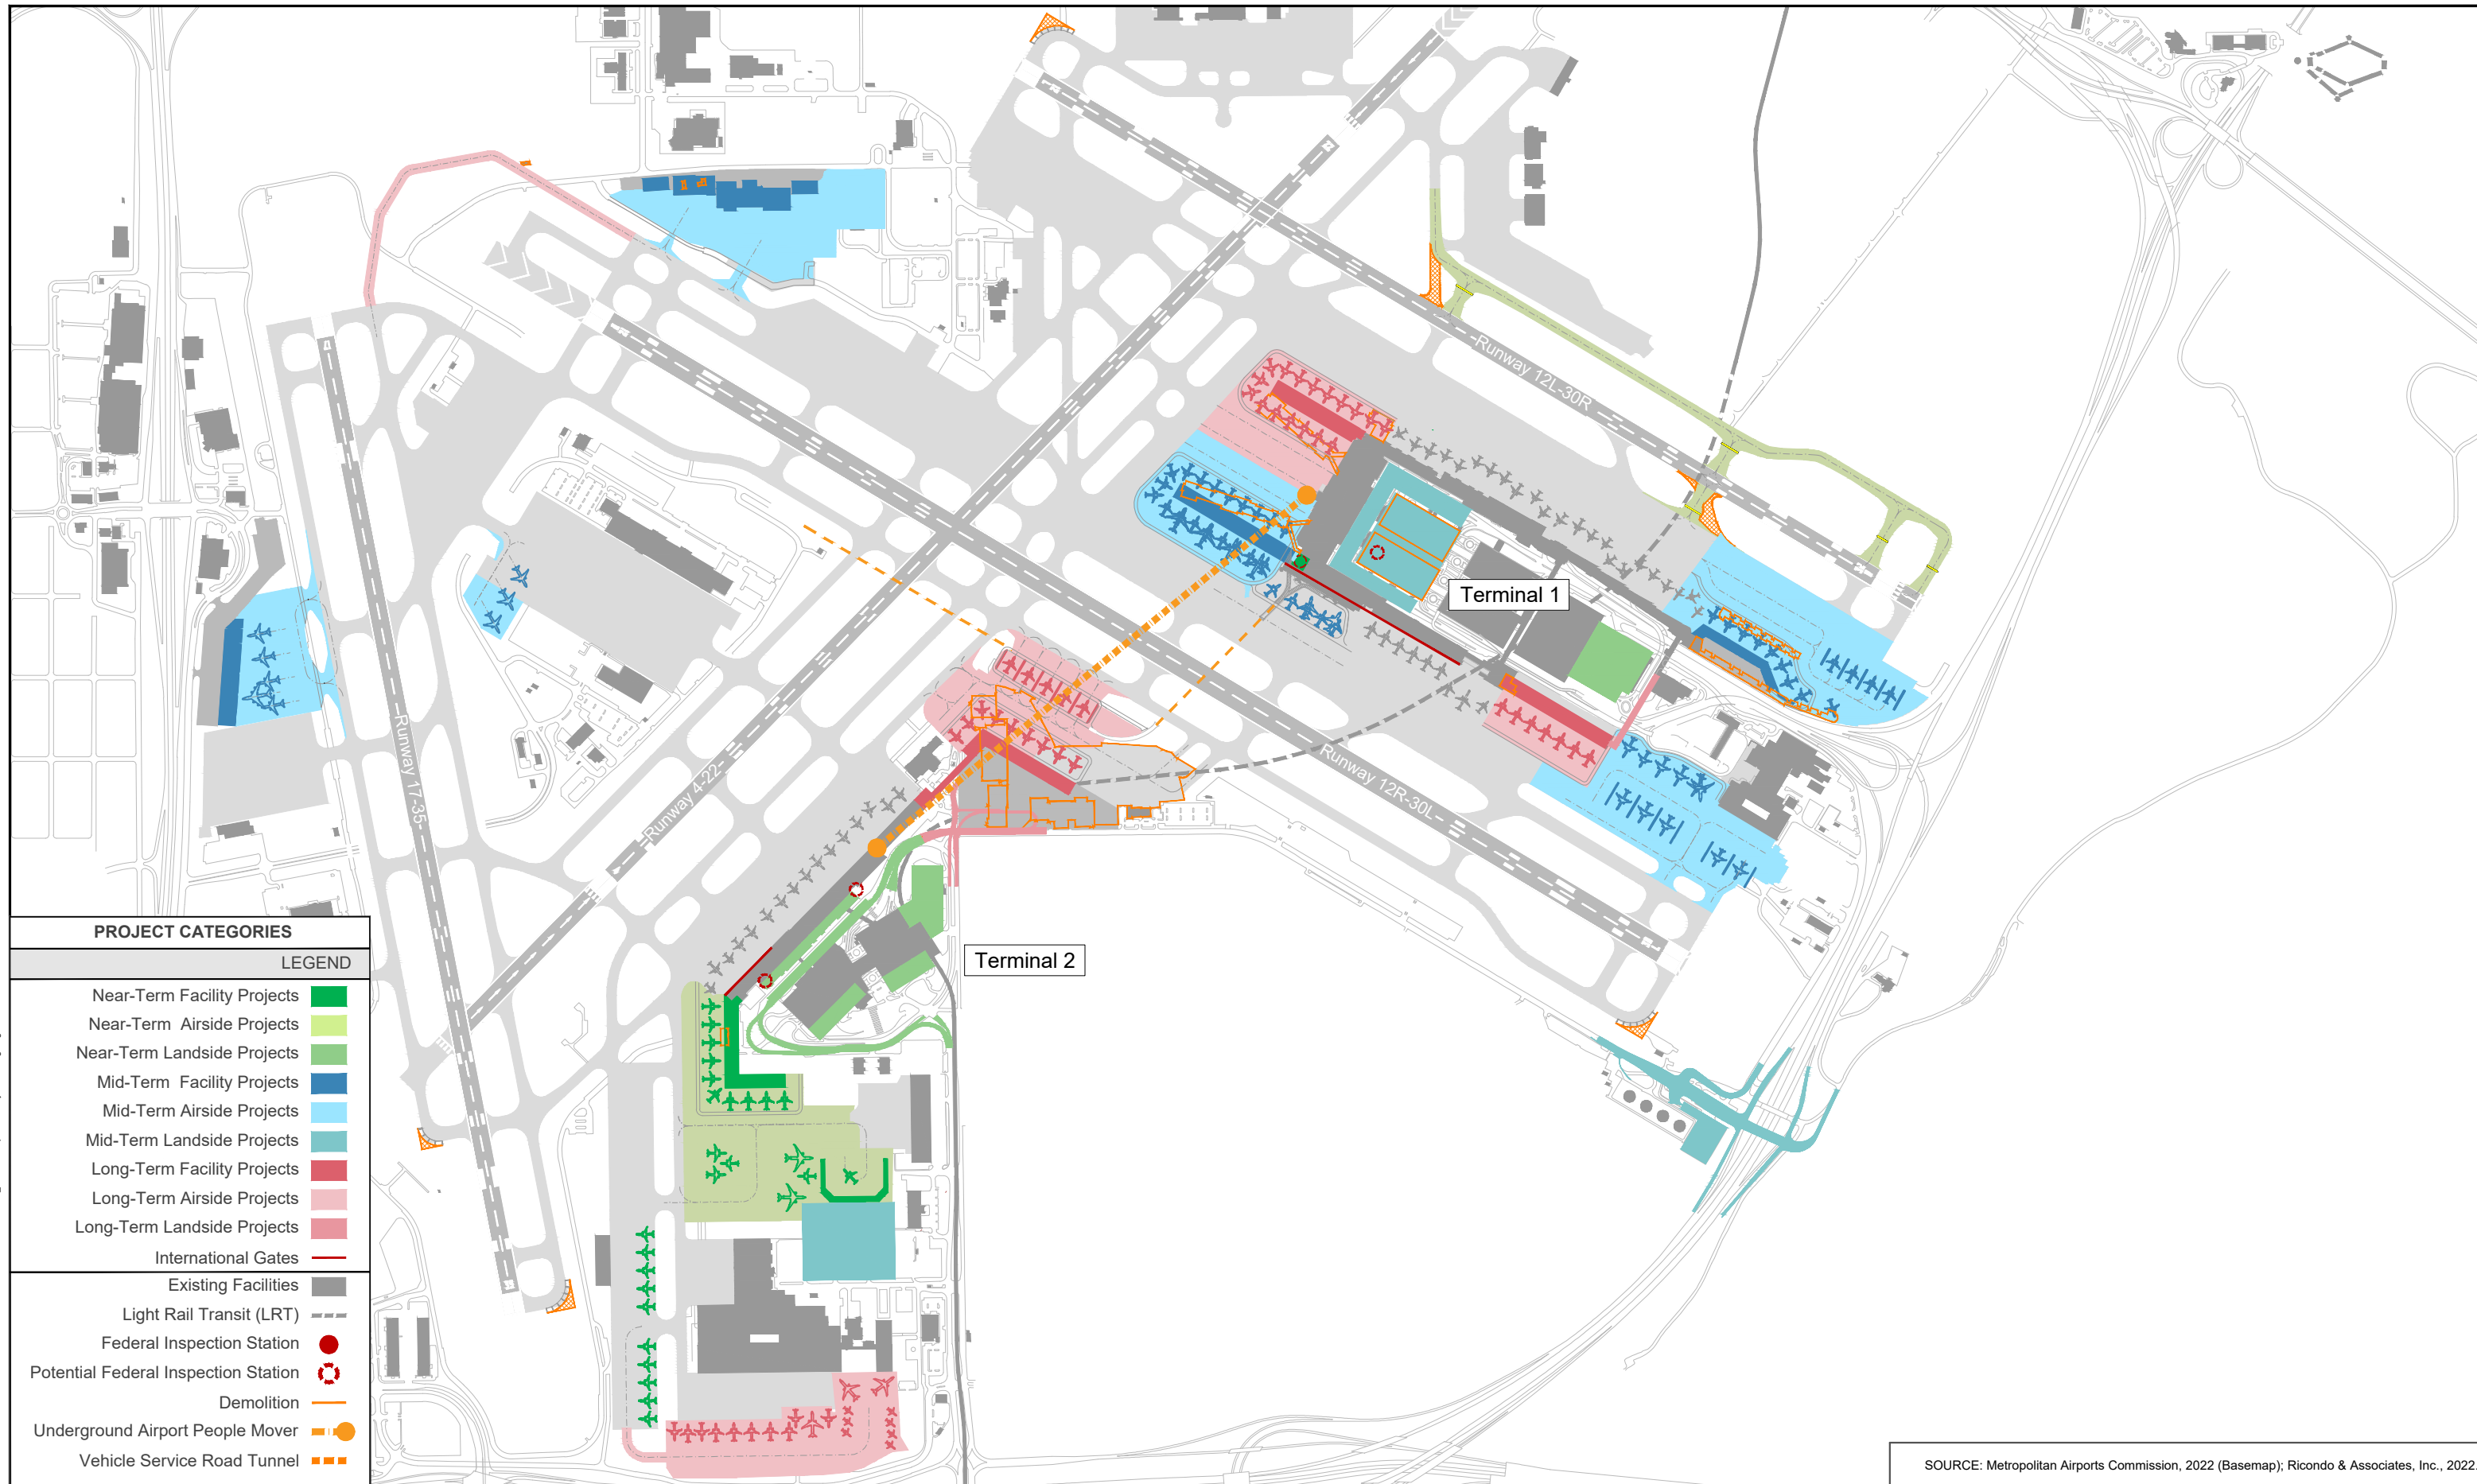 Runway 12L-30R
Terminal 1
Runway 17-35
Runway 4-22
Runway 12R-30L
Terminal 2
PROJECT CATEGORIES
LEGEND
Near-Term Facility Projects
Near-Term Airside Projects
Near-Term Landside Projects
Mid-Term Facility Projects
Mid-Term Airside Projects
Mid-Term Landside Projects
Long-Term Facility Projects
Long-Term Airside Projects
Long-Term Landside Projects
International Gates
Existing Facilities
Light Rail Transit (LRT)
Federal Inspection Station
Potential Federal Inspection Station
Demolition
Underground Airport People Mover
Vehicle Service Road Tunnel
SOURCE: Metropolitan Airports Commission, 2022 (Basemap); Ricondo & Associates, Inc., 2022.